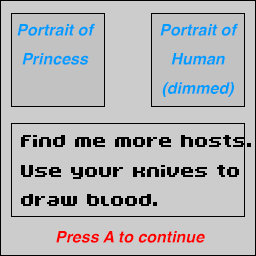 Portrait of
Princess
Portrait of
Human
(dimmed)
Find me more hosts.
Use your knives to
draw blood.
Press A to continue